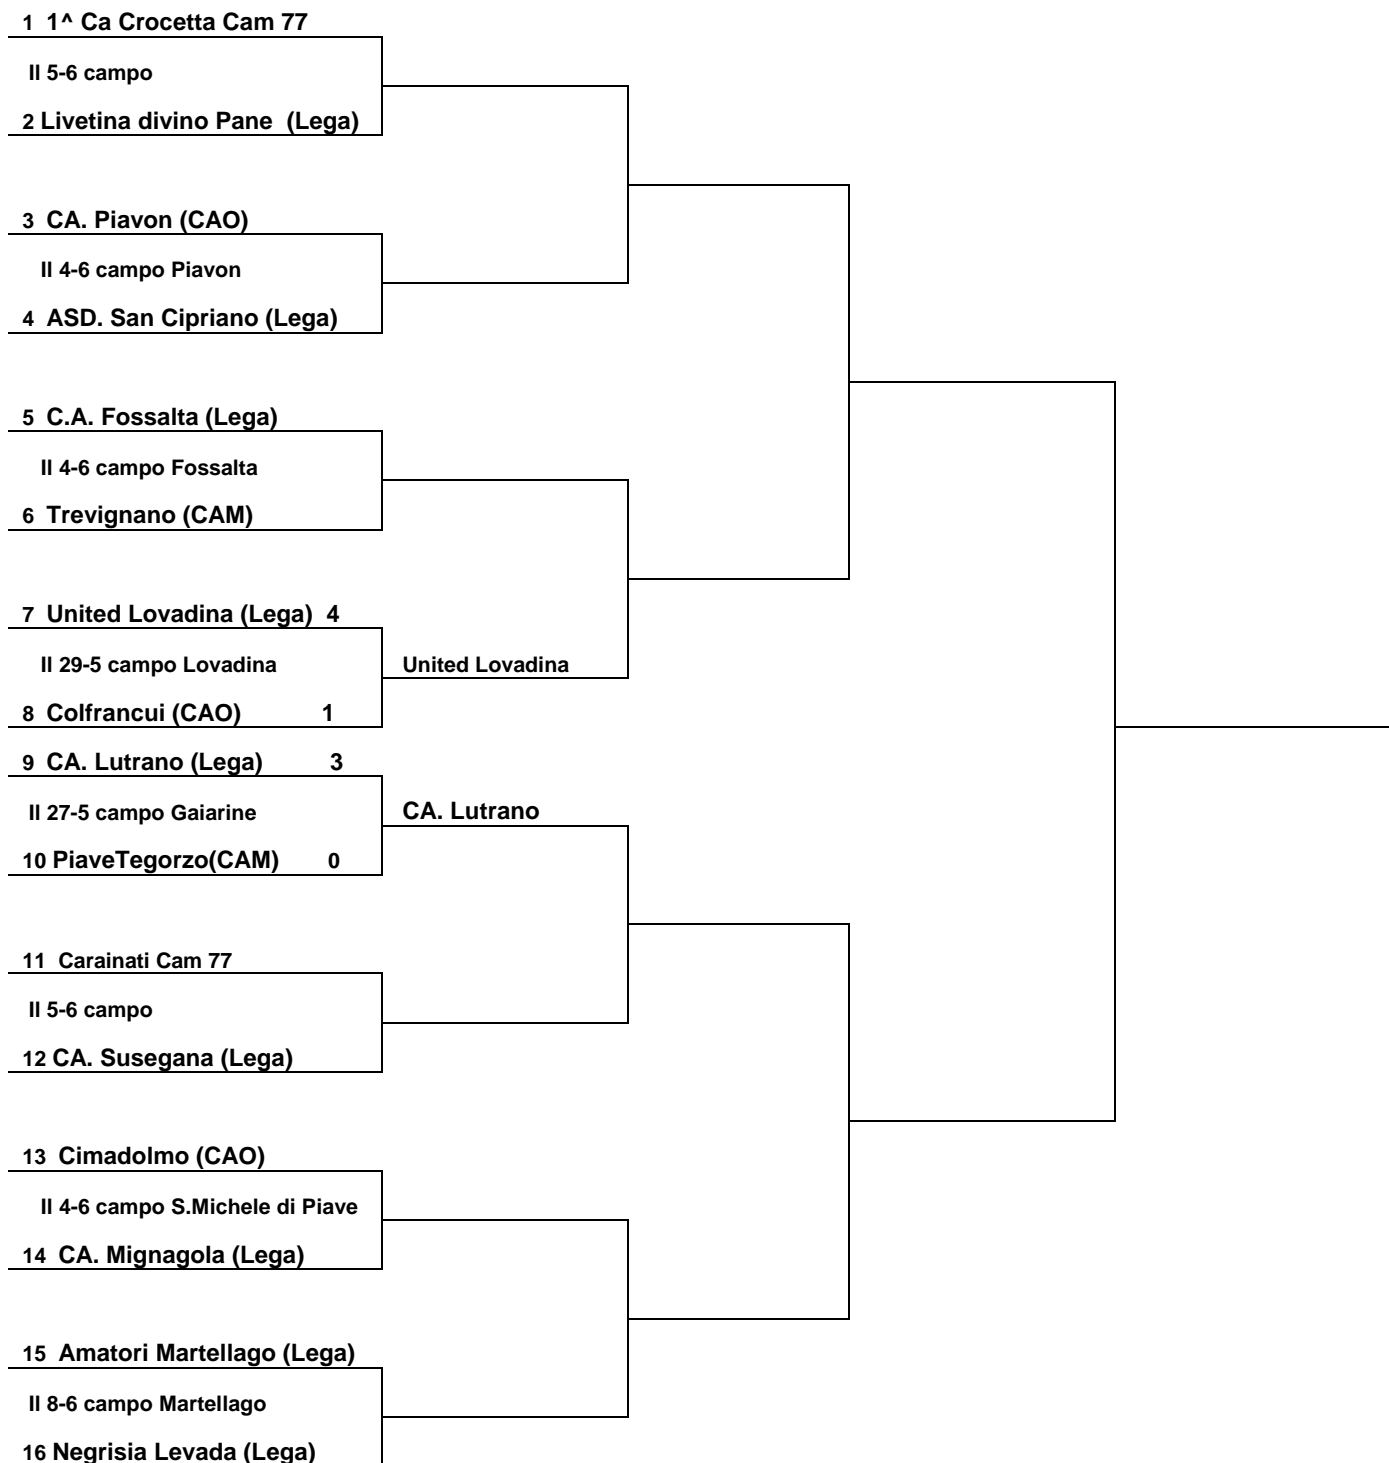 1 1^ Ca Crocetta Cam 77
Il 5-6 campo
2 Livetina divino Pane (Lega)
3 CA. Piavon (CAO)
Il 4-6 campo Piavon
4 ASD. San Cipriano (Lega)
5 C.A. Fossalta (Lega)
Il 4-6 campo Fossalta
6 Trevignano (CAM)
7 United Lovadina (Lega) 4
Il 29-5 campo Lovadina
United Lovadina
8 Colfrancui (CAO) 1
9 CA. Lutrano (Lega) 3
Il 27-5 campo Gaiarine
CA. Lutrano
10 PiaveTegorzo(CAM) 0
11 Carainati Cam 77
Il 5-6 campo
12 CA. Susegana (Lega)
13 Cimadolmo (CAO)
Il 4-6 campo S.Michele di Piave
14 CA. Mignagola (Lega)
15 Amatori Martellago (Lega)
Il 8-6 campo Martellago
16 Negrisia Levada (Lega)